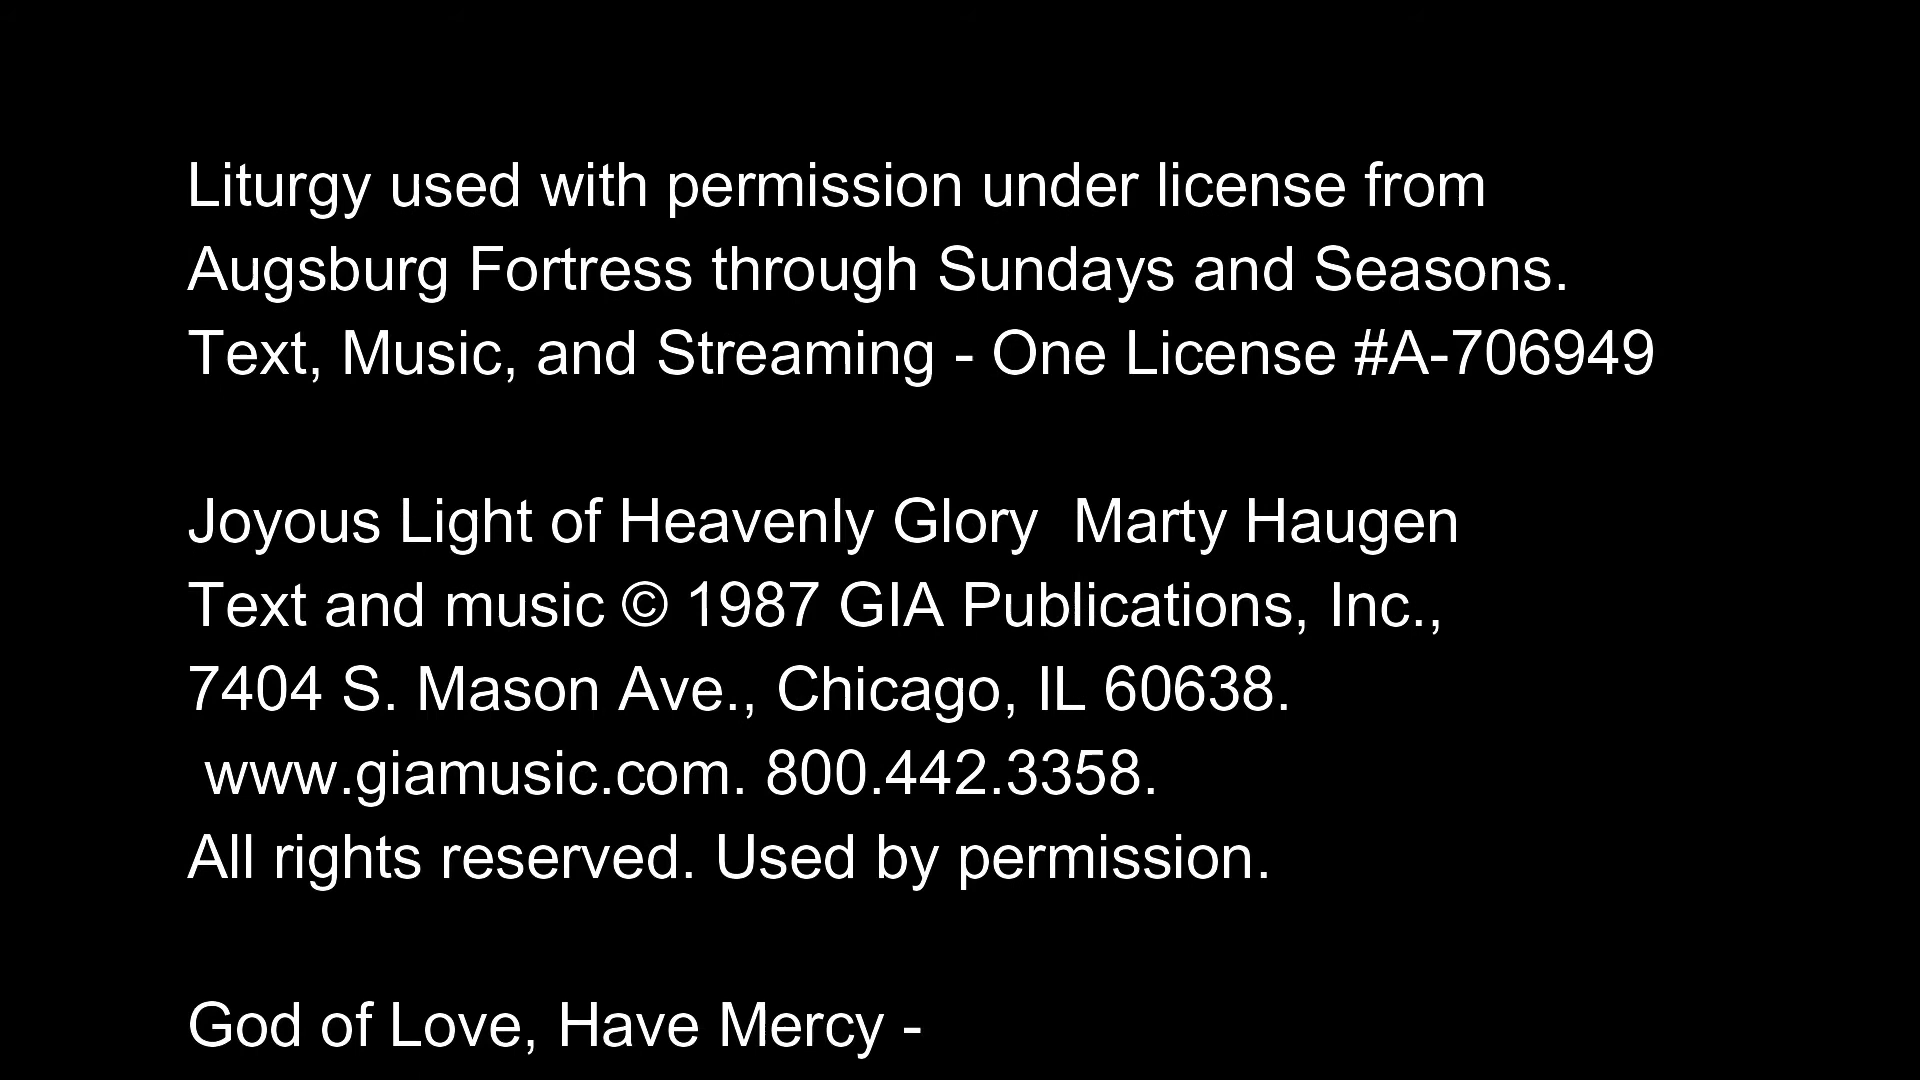 Liturgy used with permission under license from
Augsburg Fortress through Sundays and Seasons.
Text, Music, and Streaming - One License #A-706949
Joyous Light of Heavenly Glory  Marty Haugen
Text and music © 1987 GIA Publications, Inc.,
7404 S. Mason Ave., Chicago, IL 60638.
www.giamusic.com. 800.442.3358.
All rights reserved. Used by permission.
God of Love, Have Mercy -